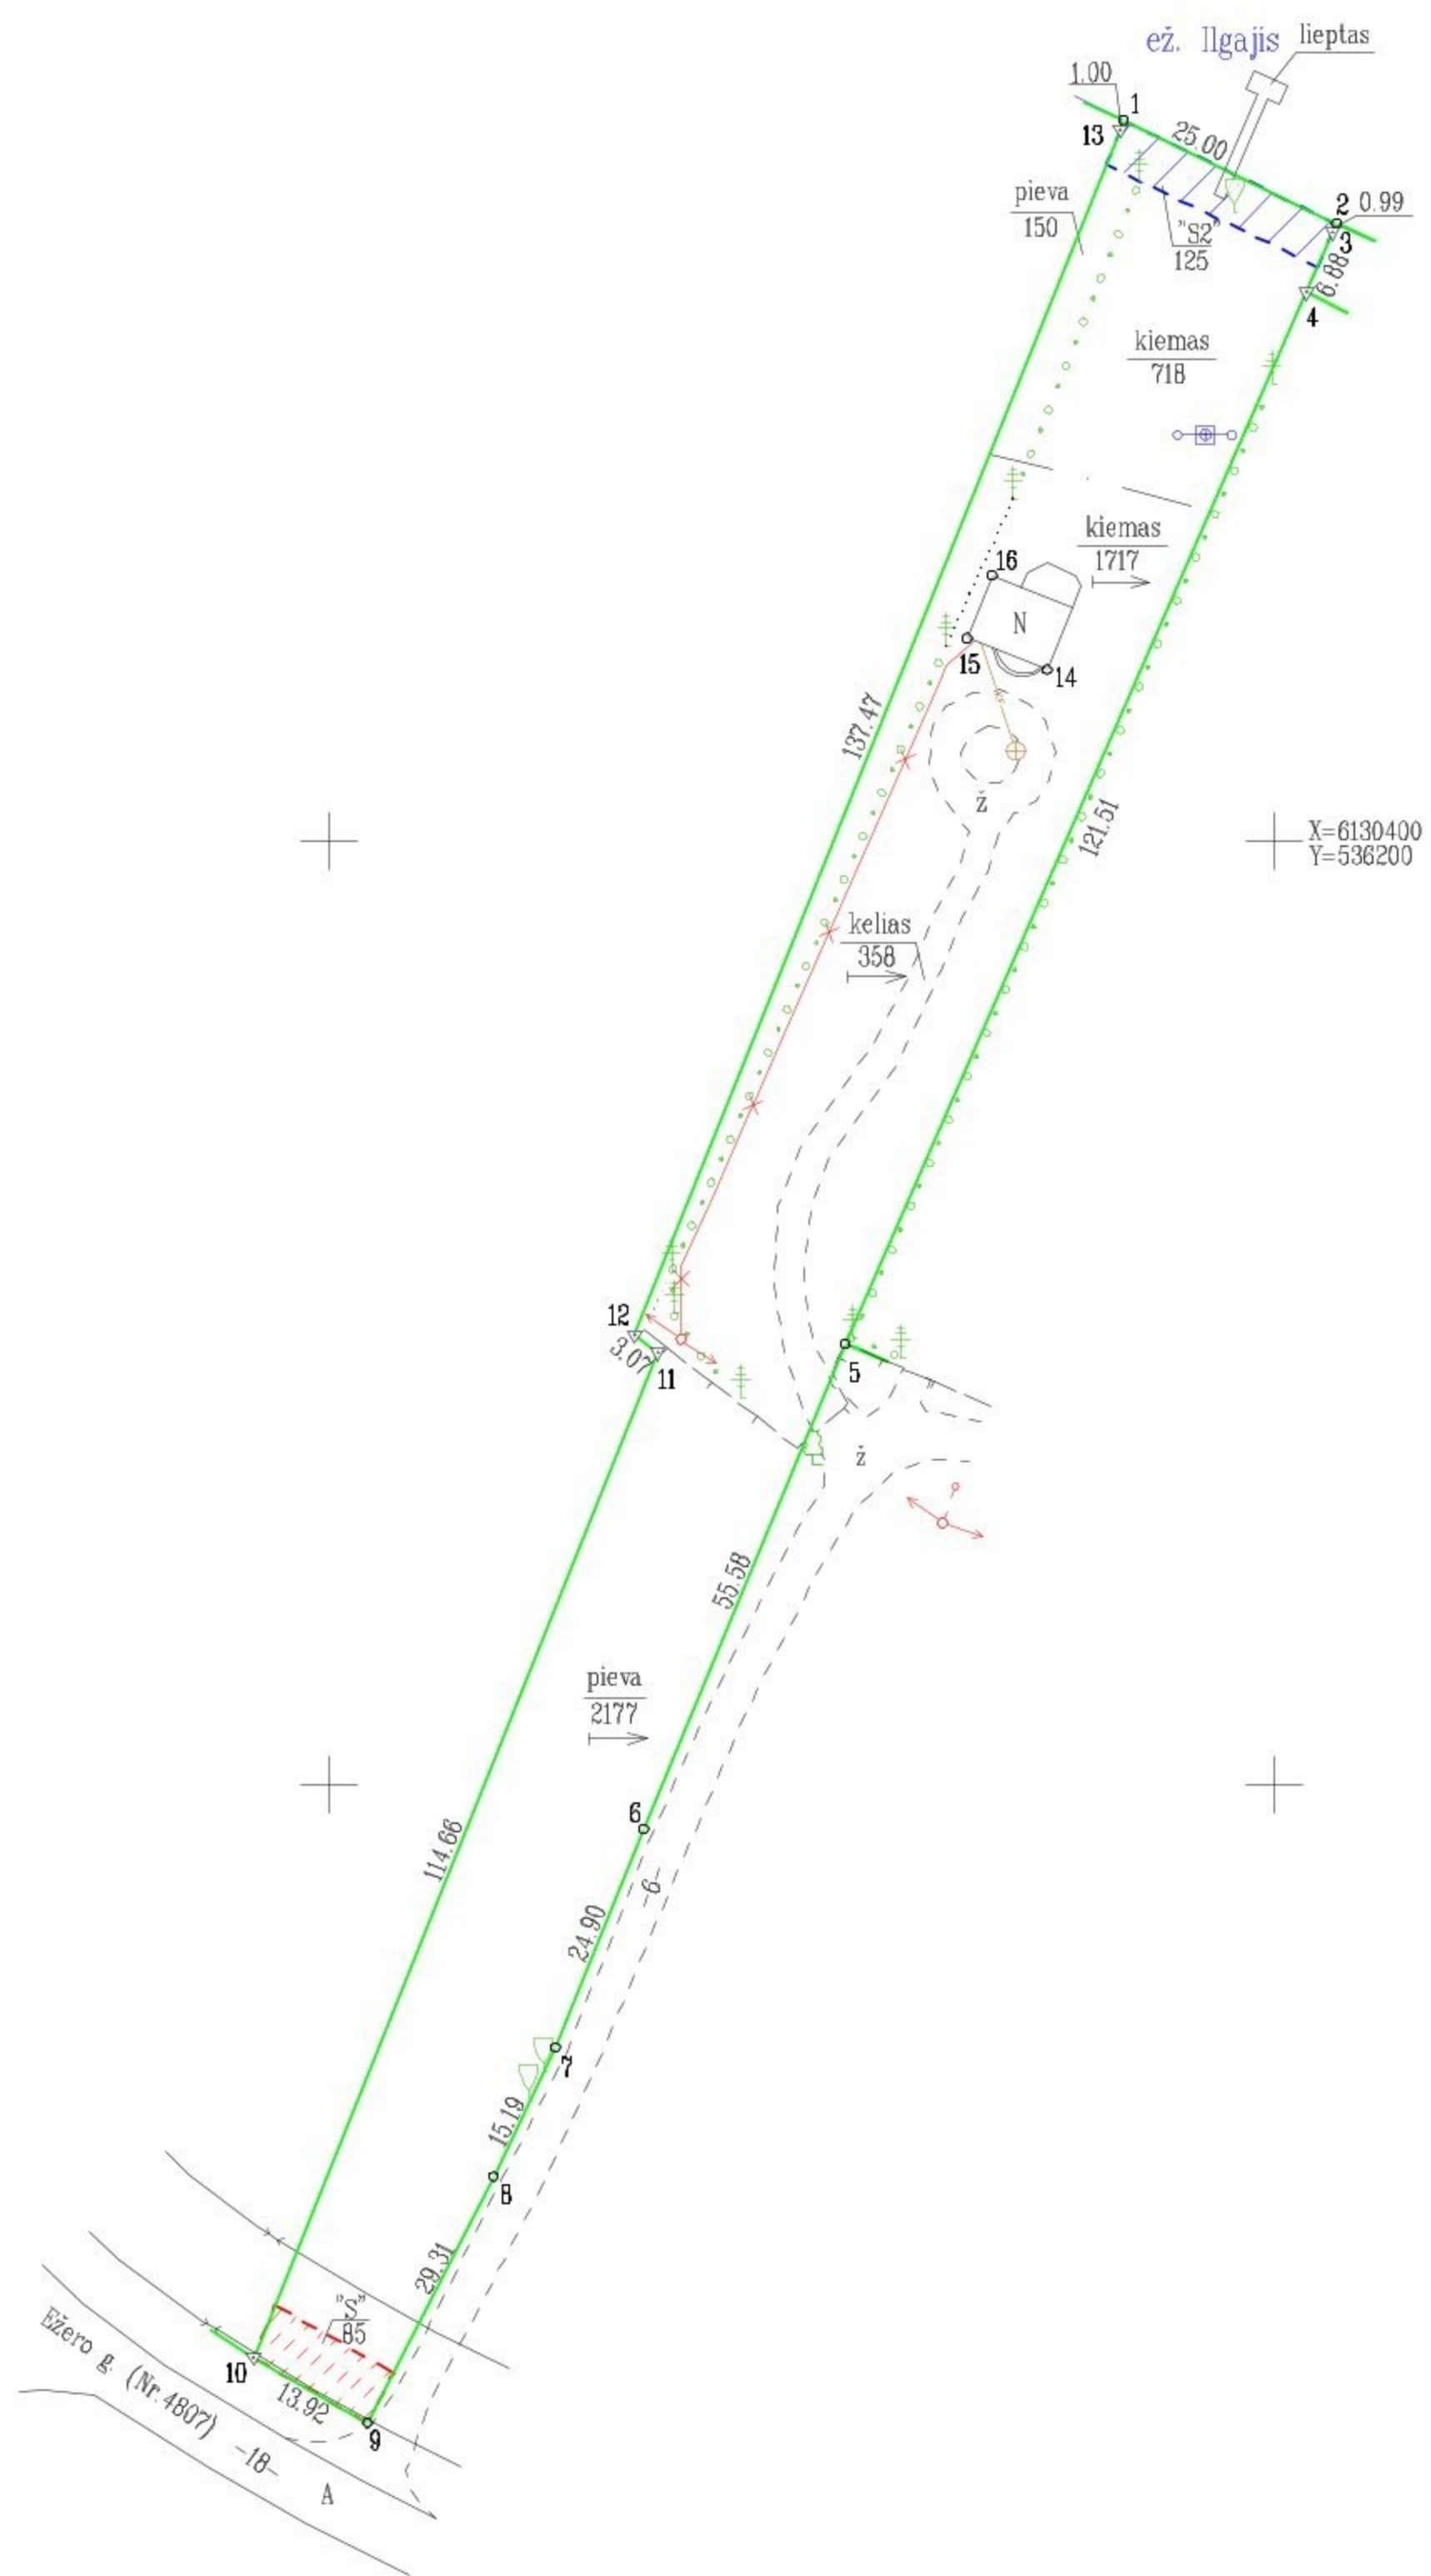 ež. Ilgajis
lieptas
1.00
1
13
25.00
pieva
150
2
0.99
3
"S2"
125
6.88
4
kiemas
718
kiemas
1717
16
N
15
14
137.47
ž
121.51
X=6130400
Y=536200
kelias
358
12
3.07
11
5
ž
55.58
pieva
2177
6
114.66
-6-
24.90
7
15.19
8
29.31
"S"
85
10
13.92
9
Ežero g. (Nr.4807) -18-
A